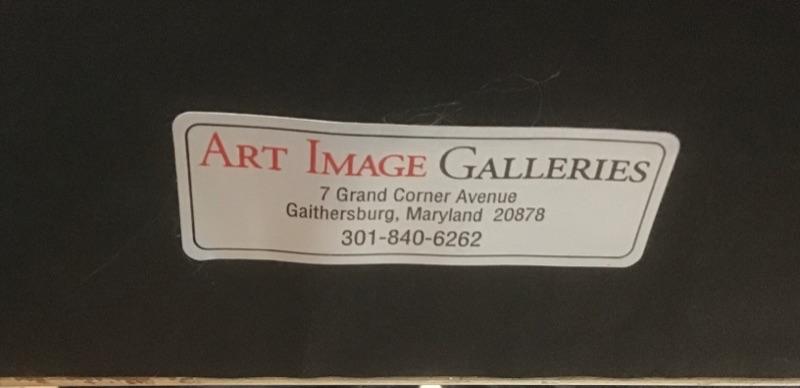 ART IMAGE GALLERIES
7 Grand Corner Avenue
Gaithersburg, Maryland 20878
301-840-6262